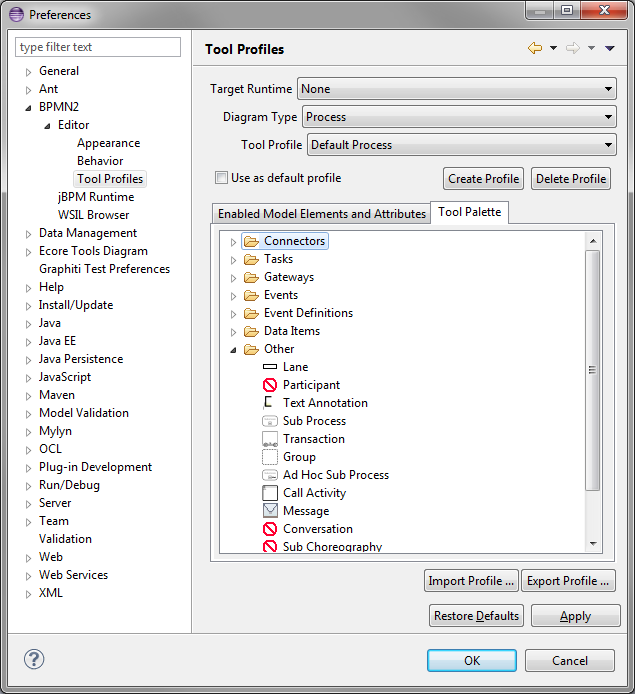 Preferences
type filter text
General
Ant
BPMN2
Editor
Appearance
Behavior
Tool Profiles
jBPM Runtime
WSIL Browser
Data Management
Ecore Tools Diagram
Graphiti Test Preferences
Help
Install/Update
Java
Java EE
Java Persistence
JavaScript
Maven
Model Validation
Mylyn
OCL
Plug-in Development
Run/Debug
Server
Team
Validation
Web
Web Services
XML
Tool Profiles
Target Runtime None
Diagram Type Process
Tool Profile Default Process
Use as default profile Create Profile Delete Profile
Enabled Model Elements and Attributes Tool Palette
Connectors
Tasks
Gateways
Events
Event Definitions
Data Items
Other
Lane
Participant
Text Annotation
Sub Process
Transaction
Group
Ad Hoc Sub Process
Call Activity
Message
Conversation
Sub Choreography
Import Profile ... Export Profile ...
Restore Defaults Apply
? OK Cancel